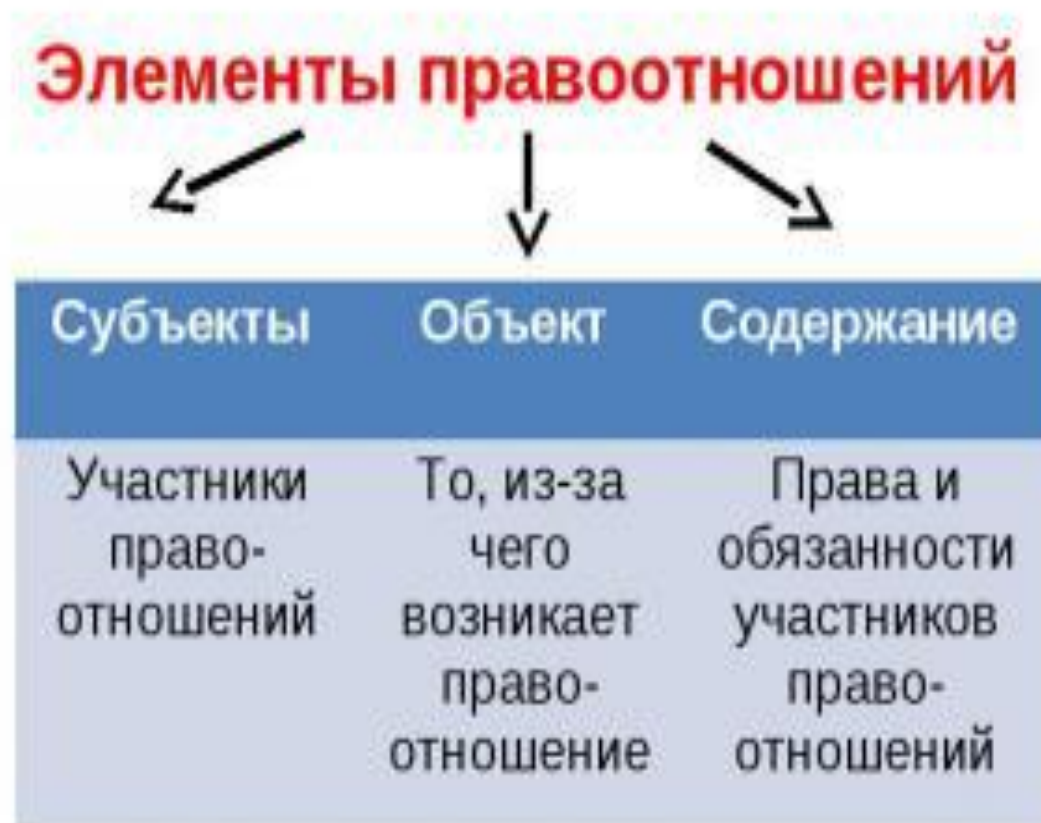 Элементы правоотношений
Субъекты
Объект
Содержание
Участники
право-
отношений
То, из-за
чего
возникает
право-
отношение
Права и
обязанности
участников
право-
отношений